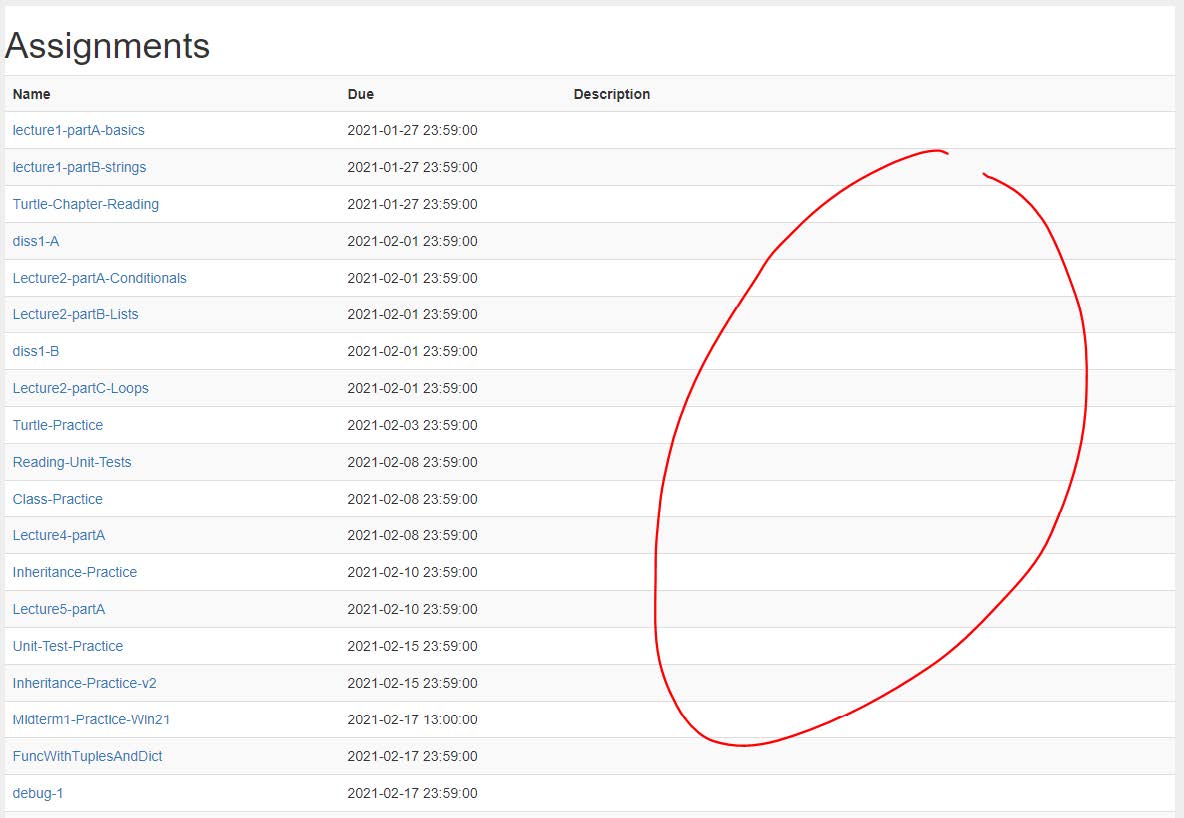 Assignments
Name Due Description
lecture1-partA-basics 2021-01-27 23:59:00
lecture1-partB-strings 2021-01-27 23:59:00
Turtle-Chapter-Reading 2021-01-27 23:59:00
diss1-A 2021-02-01 23:59:00
Lecture2-partA-Conditionals 2021-02-01 23:59:00
Lecture2-partB-Lists 2021-02-01 23:59:00
diss1-B 2021-02-01 23:59:00
Lecture2-partC-Loops 2021-02-01 23:59:00
Turtle-Practice 2021-02-03 23:59:00
Reading-Unit-Tests 2021-02-08 23:59:00
Class-Practice 2021-02-08 23:59:00
Lecture4-partA 2021-02-08 23:59:00
Inheritance-Practice 2021-02-10 23:59:00
Lecture5-partA 2021-02-10 23:59:00
Unit-Test-Practice 2021-02-15 23:59:00
Inheritance-Practice-v2 2021-02-15 23:59:00
Midterm1-Practice-Win21 2021-02-17 13:00:00
FuncWithTuplesAndDict 2021-02-17 23:59:00
debug-1 2021-02-17 23:59:00